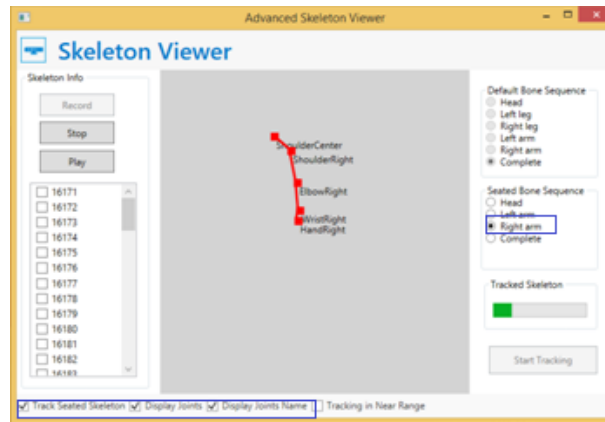 Advanced Skeleton Viewer
Skeleton Viewer
Skeleton Info
Record
Stop
Play
16171
16172
16173
16174
16175
16176
16177
16178
16179
16180
16181
16182
16183
ShoulderCenter
ShoulderRight
ElbowRight
WristRight
HandRight
Default Bone Sequence
Head
Left leg
Right leg
Left arm
Right arm
Complete
Seated Bone Sequence
Head
Left arm
Right arm
Complete
Tracked Skeleton
Start Tracking
Track Seated Skeleton Display Joints Display Joints Name Tracking in Near Range